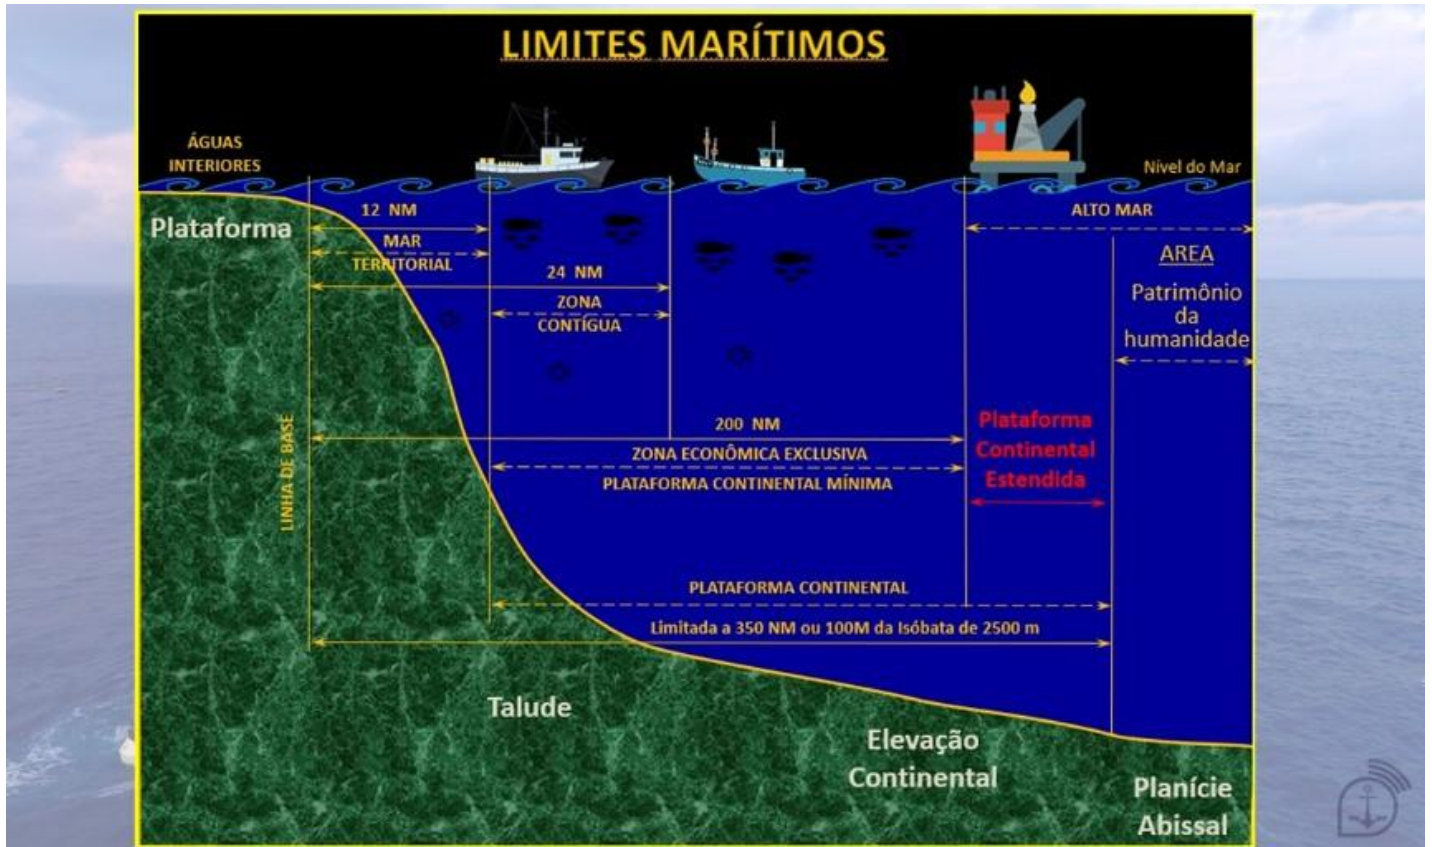 LIMITES MARÍTIMOS
ÁGUAS
INTERIORES
Nível do Mar
Plataforma
12 NM
MAR
TERRITORIAL
ALTO MAR
24 NM
ZONA
CONTÍGUA
AREA
Patrimônio
da
humanidade
LINHA DE BASE
200 NM
ZONA ECONÔMICA EXCLUSIVA
PLATAFORMA CONTINENTAL MÍNIMA
Plataforma
Continental
Estendida
PLATAFORMA CONTINENTAL
Limitada a 350 NM ou 100M da Isóbata de 2500 m
Talude
Elevação
Continental
Planície
Abissal